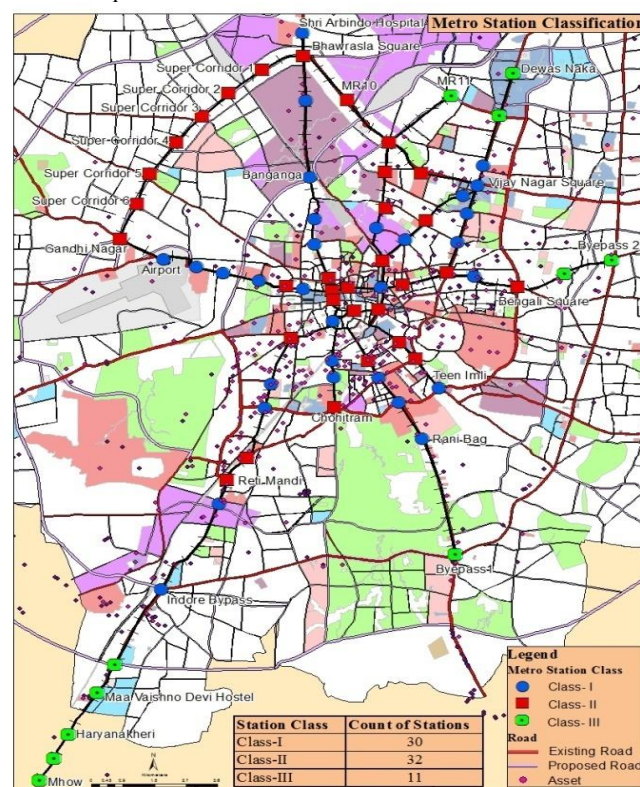 Shri Arbindo Hospital
Metro Station Classification
Bhawrasla Square
Super Corridor 1
Dewas Naka
MR10
MR11
Super Corridor 2
Super Corridor 3
Super Corridor 4
Banganga
Super Corridor 5
Vijay Nagar Square
Super Corridor 6
Gandhi Nagar
Byepass 2
Airport
Bengali Square
Teen Imli
Chohitram
Rani Bag
Reti Mandi
Byepass1
Indore Bypass
Maa Vaishno Devi Hostel
Haryanakheri
Mhow
Station Class Count of Stations
Class-I 30
Class-II 32
Class-III 11
N
Legend
Metro Station Class
Class- I
Class- II
Class- III
Road
Existing Road
Proposed Road
Asset